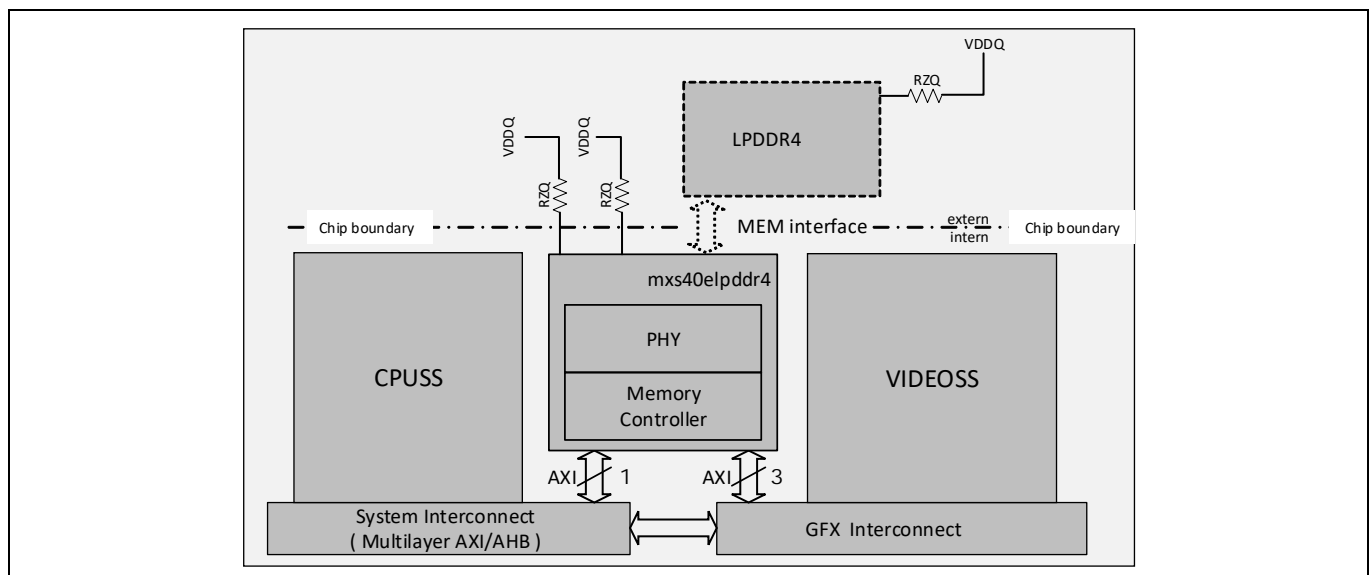 VDDQ
RZQ
LPDDR4
VDDQ
VDDQ
RZQ
RZQ
Chip boundary
MEM interface
extern
intern
Chip boundary
mxs40elpddr4
PHY
Memory
Controller
CPUSS
VIDEOSS
AXI
1
AXI
3
System Interconnect
( Multilayer AXI/AHB )
GFX Interconnect